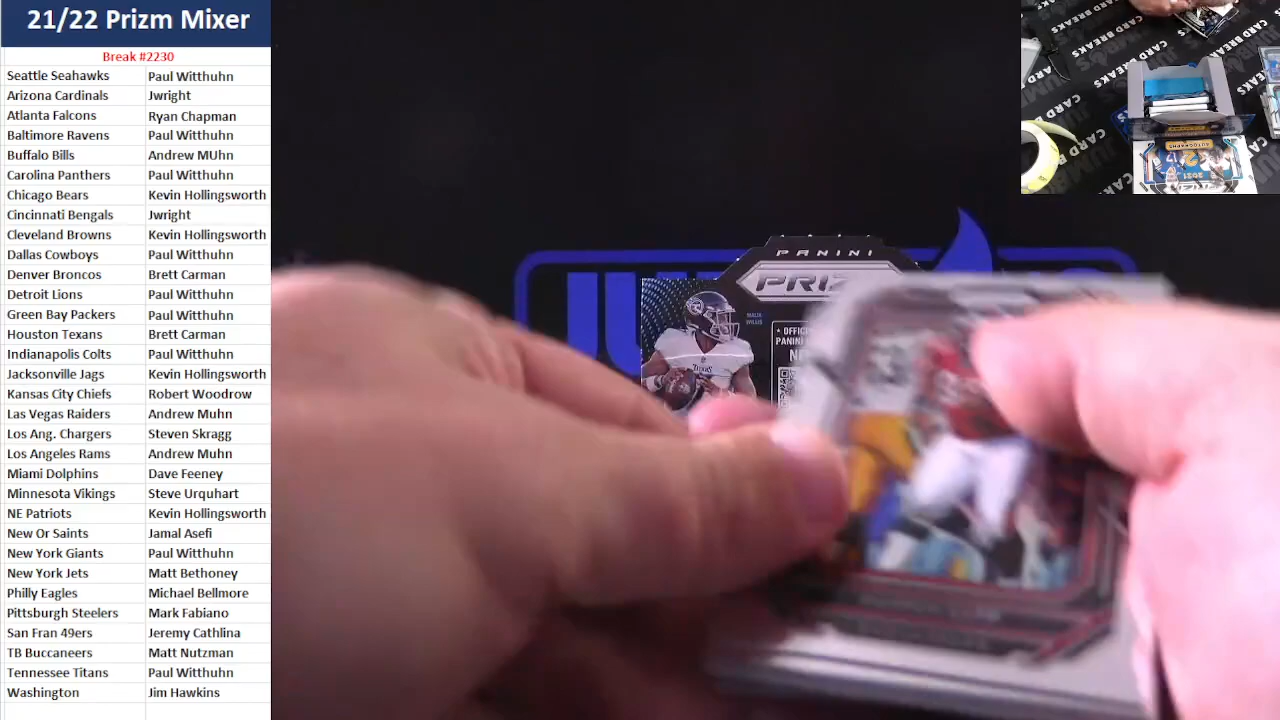 21/22 Prizm Mixer
Break #2230
Seattle Seahawks Paul Witthuhn
Arizona Cardinals Jwright
Atlanta Falcons Ryan Chapman
Baltimore Ravens Paul Witthuhn
Buffalo Bills Andrew MUhn
Carolina Panthers Paul Witthuhn
Chicago Bears Kevin Hollingsworth
Cincinnati Bengals Jwright
Cleveland Browns Kevin Hollingsworth
Dallas Cowboys Paul Witthuhn
Denver Broncos Brett Carman
Detroit Lions Paul Witthuhn
Green Bay Packers Paul Witthuhn
Houston Texans Brett Carman
Indianapolis Colts Paul Witthuhn
Jacksonville Jags Kevin Hollingsworth
Kansas City Chiefs Robert Woodrow
Las Vegas Raiders Andrew Muhn
Los Ang. Chargers Steven Skragg
Los Angeles Rams Andrew Muhn
Miami Dolphins Dave Feeney
Minnesota Vikings Steve Urquhart
NE Patriots Kevin Hollingsworth
New Or Saints Jamal Asefi
New York Giants Paul Witthuhn
New York Jets Matt Bethoney
Philly Eagles Michael Bellmore
Pittsburgh Steelers Mark Fabiano
San Fran 49ers Jeremy Cathlina
TB Buccaneers Matt Nutzman
Tennessee Titans Paul Witthuhn
Washington Jim Hawkins
PANINI
CARD BREAKS
2021
AUTOGRAPHS